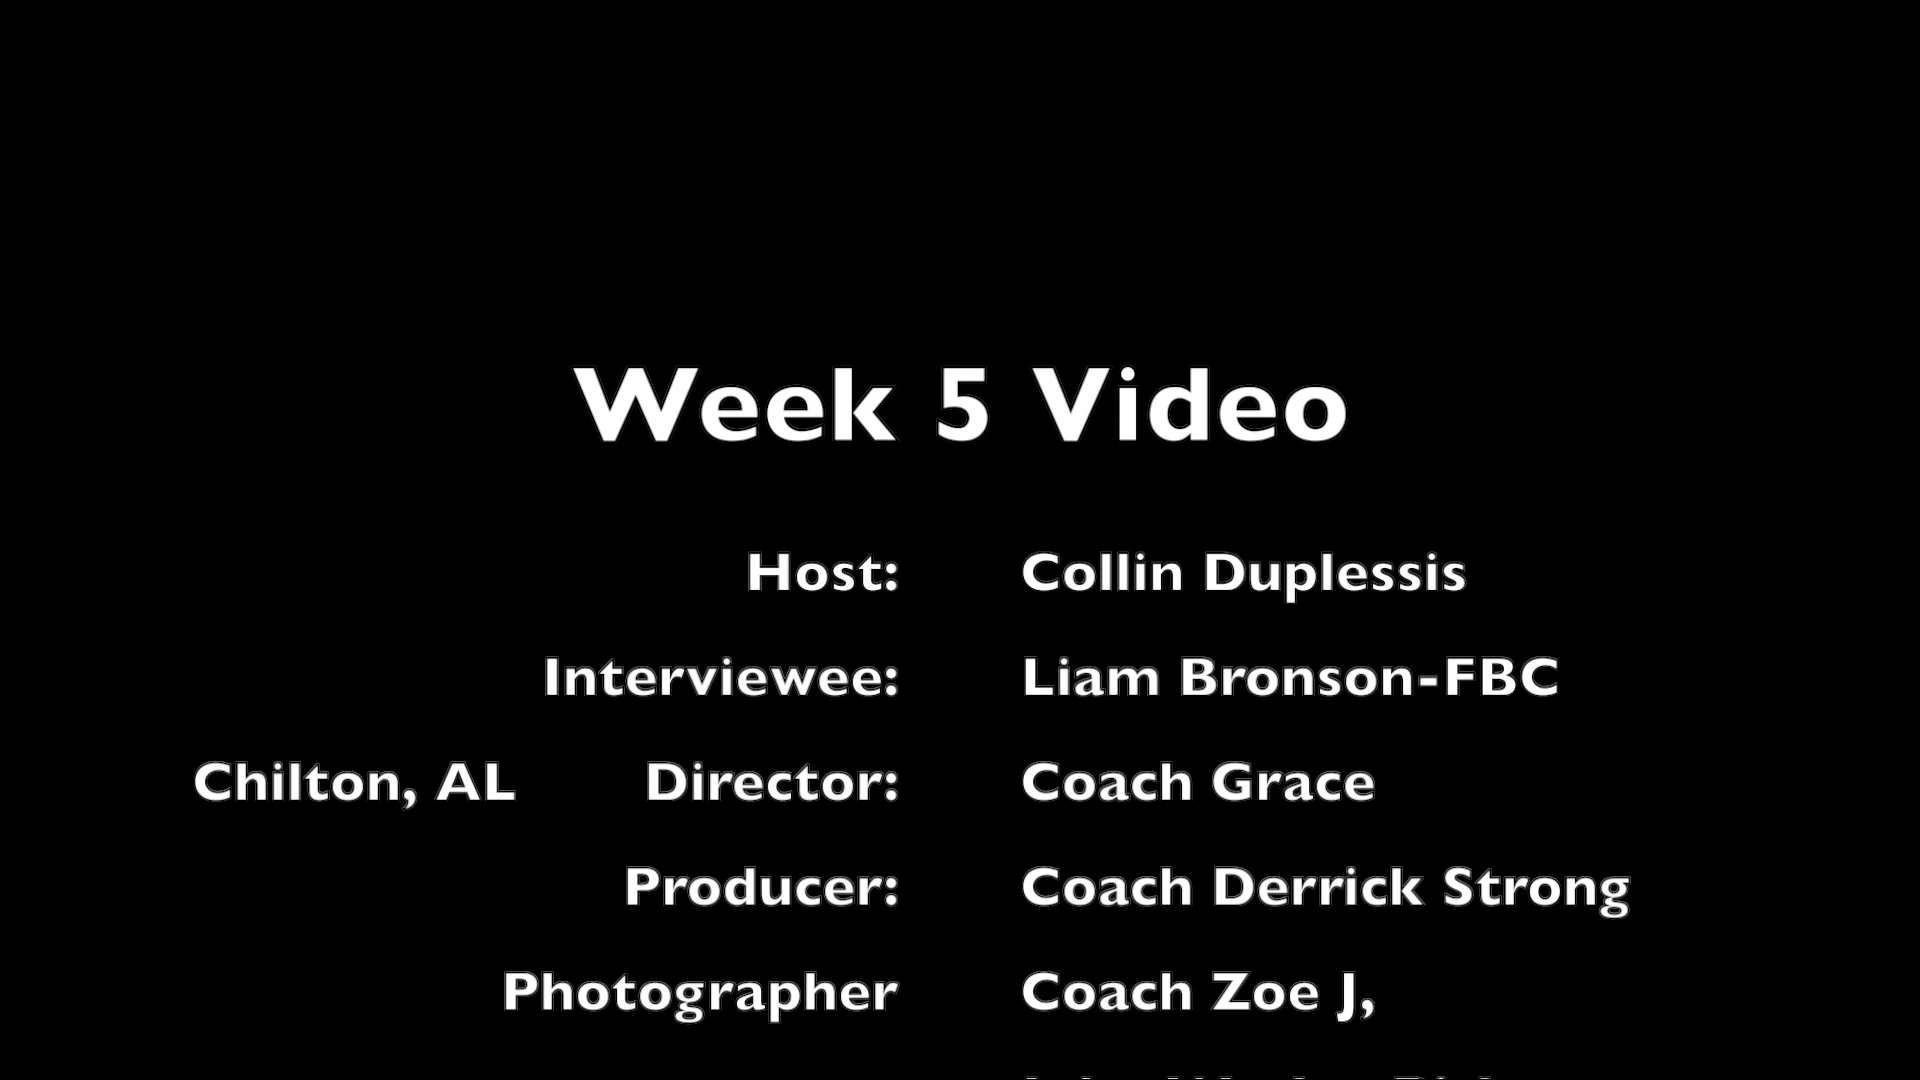 Week 5 Video
Host: Collin Duplessis
Interviewee: Liam Bronson-FBC
Chilton, AL Director: Coach Grace
Producer: Coach Derrick Strong
Photographer Coach Zoe J,